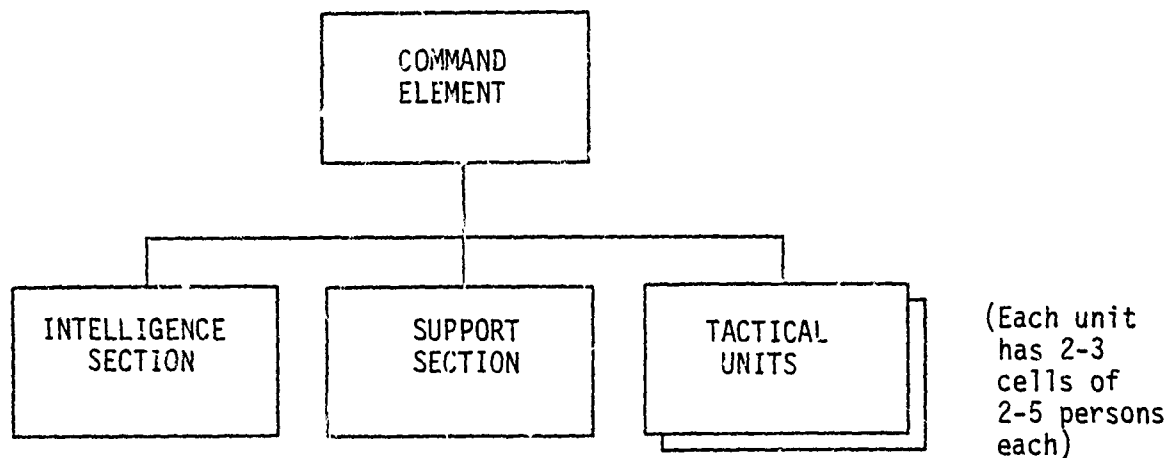 COMMAND
ELEMENT
INTELLIGENCE
SECTION
SUPPORT
SECTION
TACTICAL
UNITS
(Each unit
has 2-3
cells of
2-5 persons
each)